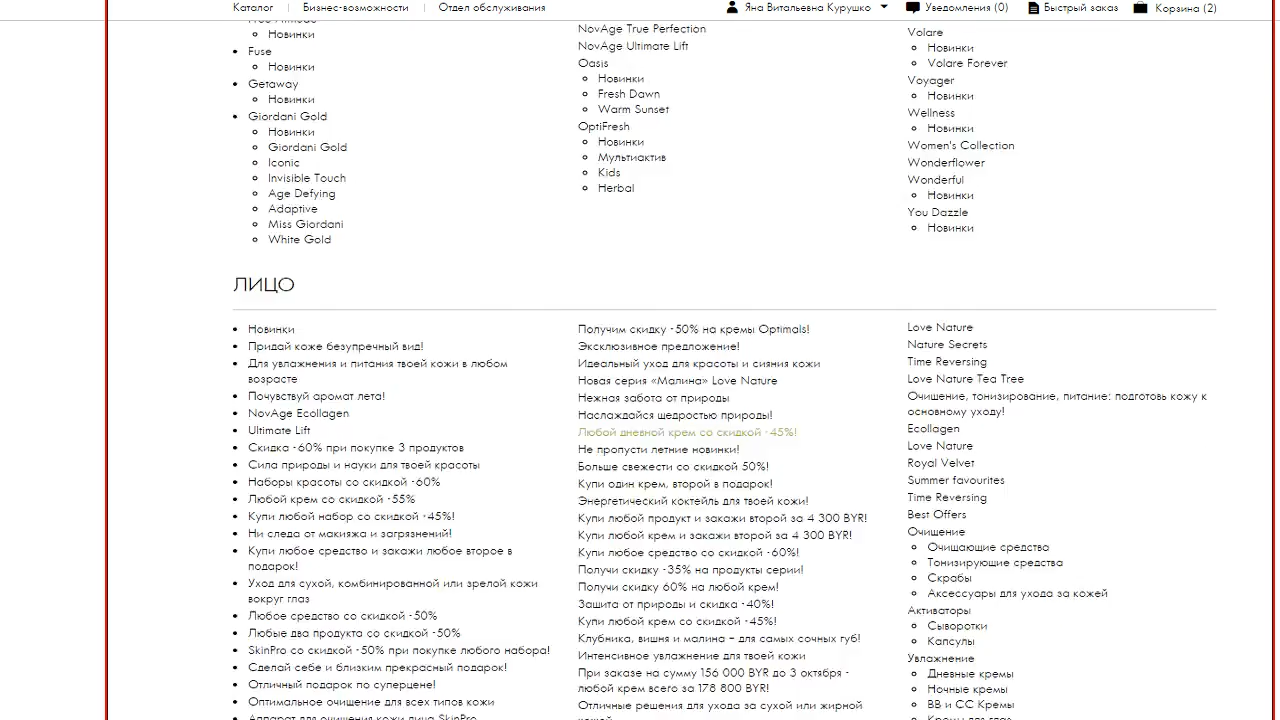 Каталог
Бизнес-возможности
Отдел обслуживания
Яна Витальевна Курушко
Уведомления (0)
Быстрый заказ
Корзина (2)
Новинки
Fuse
Новинки
Getaway
Новинки
Giordani Gold
Новинки
Giordani Gold
Iconic
Invisible Touch
Age Defying
Adaptive
Miss Giordani
White Gold
NovAge True Perfection
NovAge Ultimate Lift
Oasis
Новинки
Fresh Dawn
Warm Sunset
OptiFresh
Новинки
Мультиактив
Kids
Herbal
Volare
Новинки
Volare Forever
Voyager
Новинки
Wellness
Новинки
Women's Collection
Wonderflower
Wonderful
Новинки
You Dazzle
Новинки
ЛИЦО
Новинки
Придай коже безупречный вид!
Для увлажнения и питания твоей кожи в любом
возрасте
Почувствуй аромат лета!
NovAge Ecollagen
Ultimate Lift
Скидка -60% при покупке 3 продуктов
Сила природы и науки для твоей красоты
Наборы красоты со скидкой -60%
Любой крем со скидкой -55%
Купи любой набор со скидкой -45%!
Ни следа от макияжа и загрязнений!
Купи любое средство и закажи любое второе в
подарок!
Уход для сухой, комбинированной или зрелой кожи
вокруг глаз
Любое средство со скидкой -50%
Любые два продукта со скидкой -50%
SkinPro со скидкой -50% при покупке любого набора!
Сделай себе и близким прекрасный подарок!
Отличный подарок по суперцене!
Оптимальное очищение для всех типов кожи
Аппарат для очищения кожи лица SkinPro
Получим скидку -50% на кремы Optimals!
Эксклюзивное предложение!
Идеальный уход для красоты и сияния кожи
Новая серия «Малина» Love Nature
Нежная забота от природы
Наслаждайся щедростью природы!
Любой дневной крем со скидкой -45%!
Не пропусти летние новинки!
Больше свежести со скидкой 50%!
Купи один крем, второй в подарок!
Энергетический коктейль для твоей кожи!
Купи любой продукт и закажи второй за 4 300 BYR!
Купи любой крем и закажи второй за 4 300 BYR!
Купи любое средство со скидкой -60%!
Получи скидку -35% на продукты серии!
Получи скидку 60% на любой крем!
Защита от природы и скидка -40%!
Купи любой крем со скидкой -45%!
Клубника, вишня и малина – для самых сочных губ!
Интенсивное увлажнение для твоей кожи
При заказе на сумму 156 000 BYR до 3 октября -
любой крем всего за 178 800 BYR!
Отличные решения для ухода за сухой или жирной
Love Nature
Nature Secrets
Time Reversing
Love Nature Tea Tree
Очищение, тонизирование, питание: подготовь кожу к
основному уходу!
Ecollagen
Love Nature
Royal Velvet
Summer favourites
Time Reversing
Best Offers
Очищение
Очищающие средства
Тонизирующие средства
Скрабы
Аксессуары для ухода за кожей
Активаторы
Сыворотки
Капсулы
Увлажнение
Дневные кремы
Ночные кремы
BB и CC Кремы
Кремы для глаз